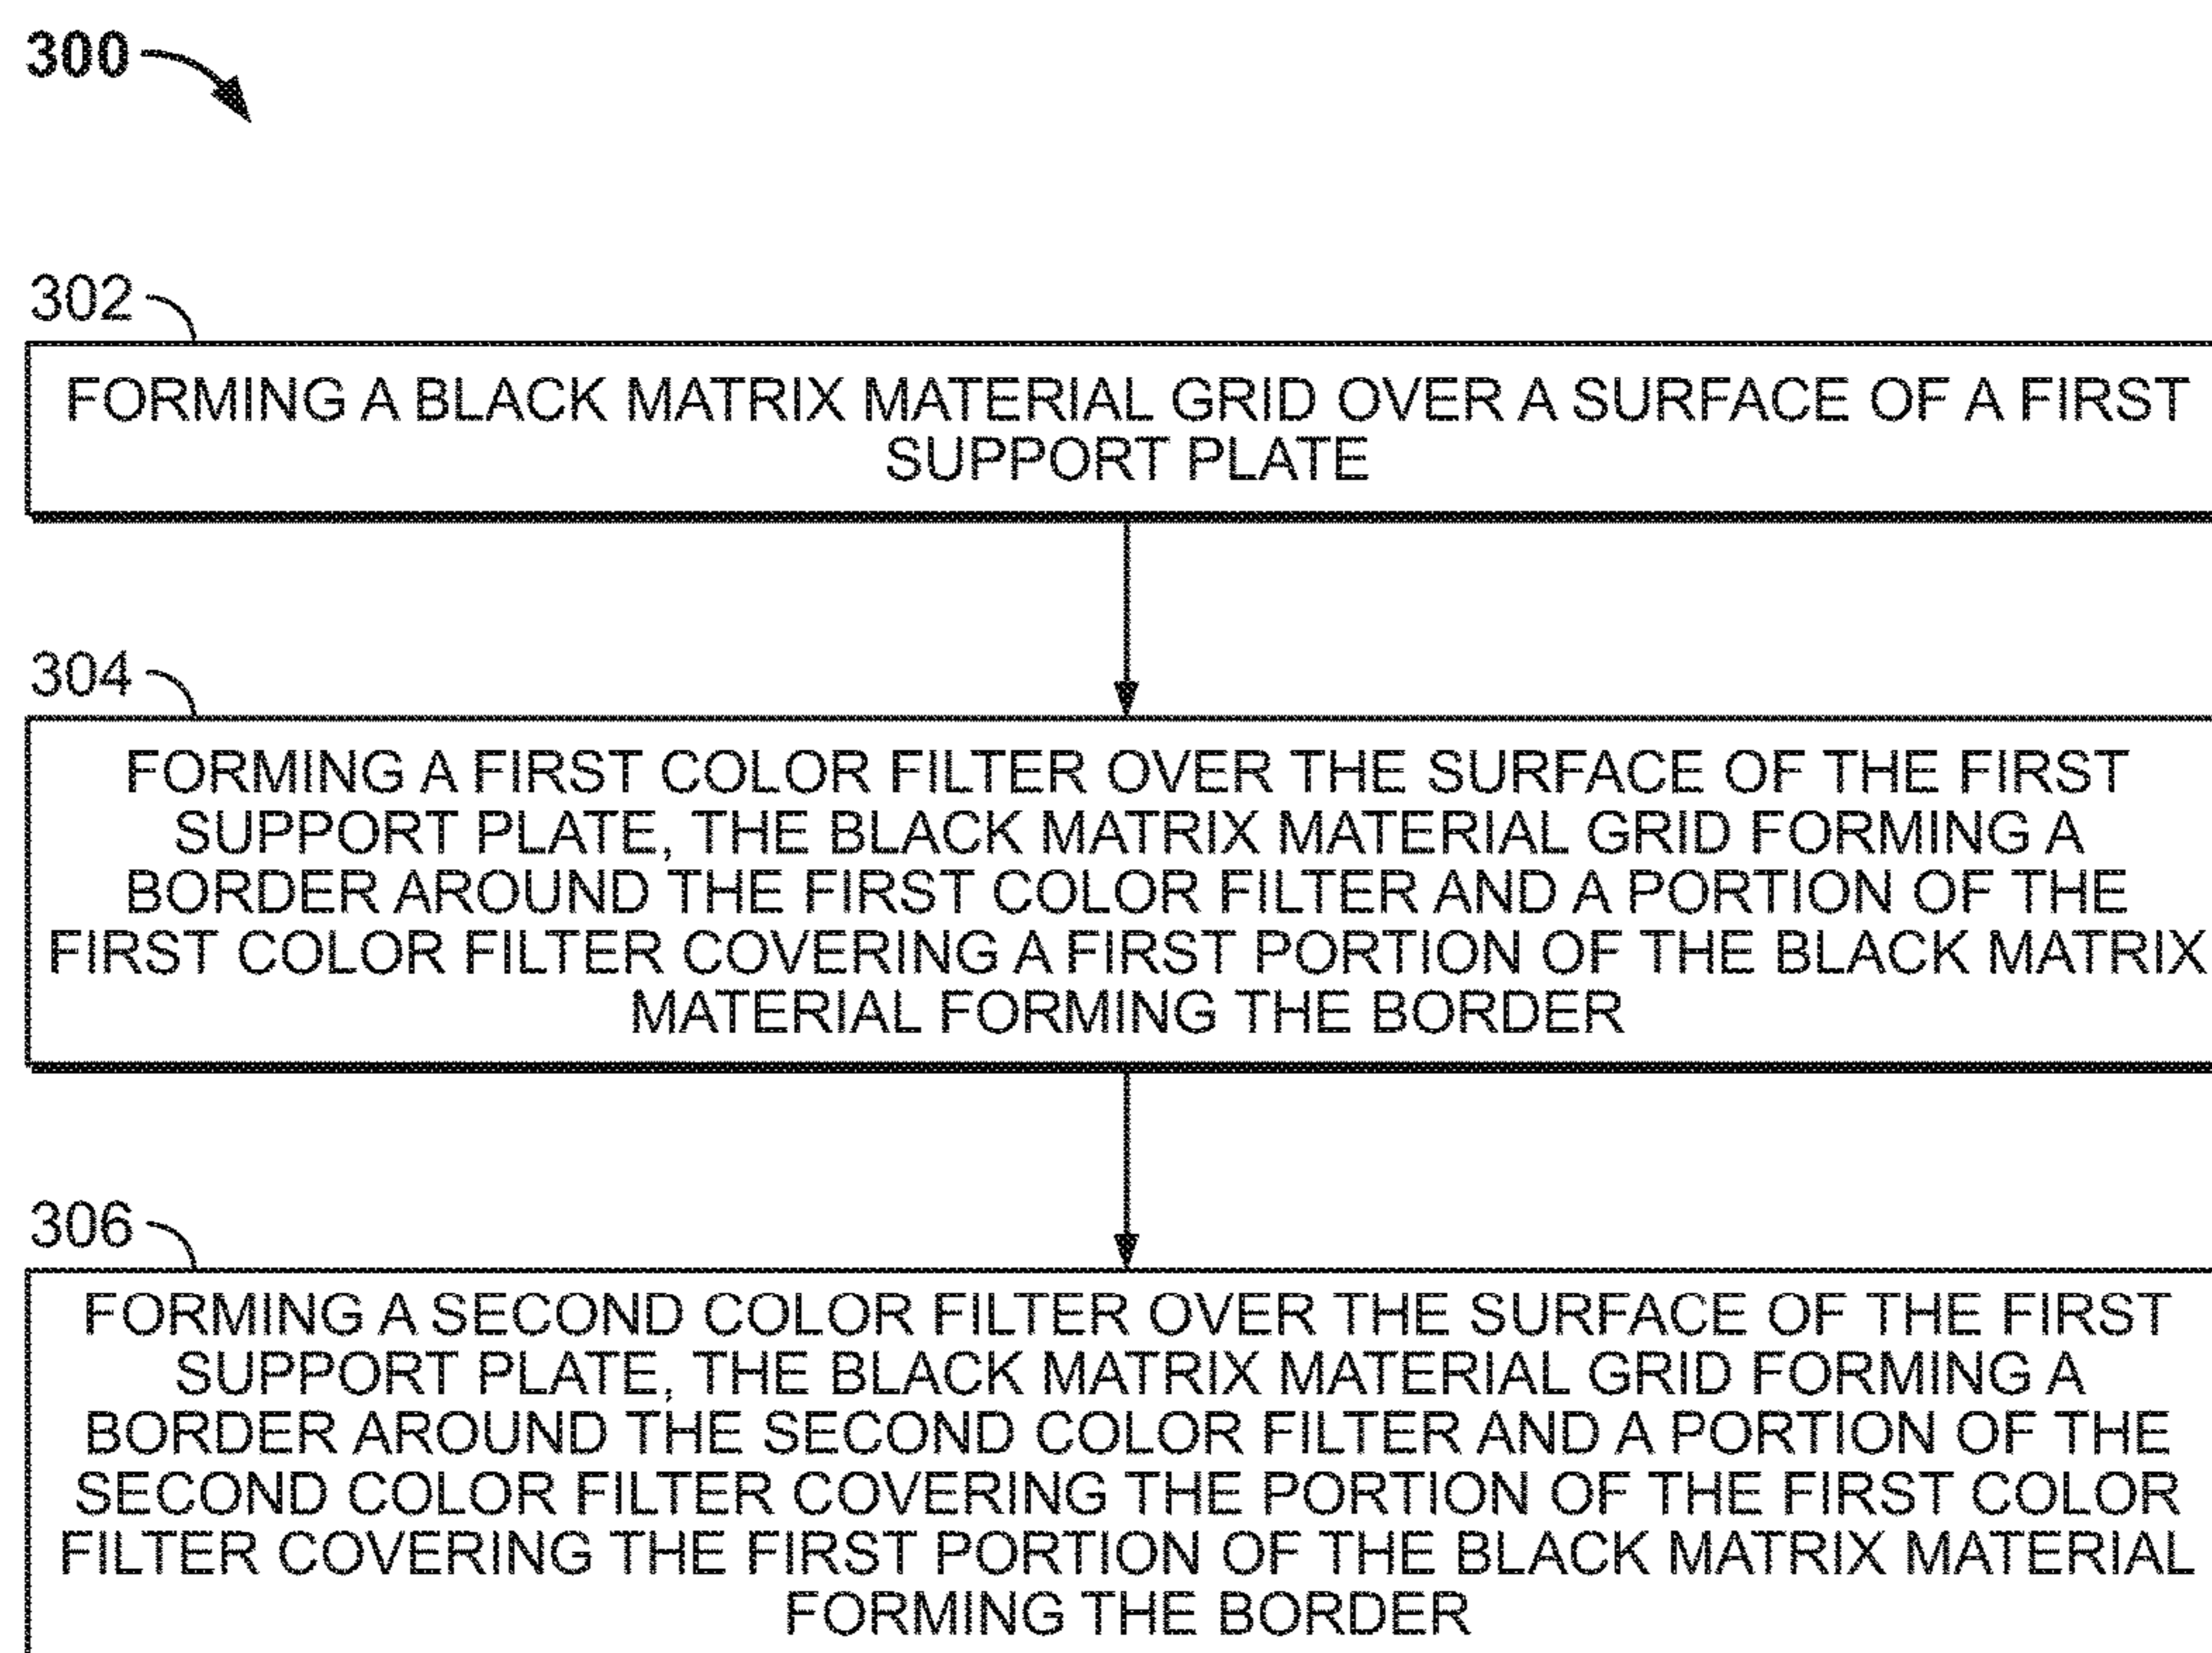 300
302
FORMING A BLACK MATRIX MATERIAL GRID OVER A SURFACE OF A FIRST
SUPPORT PLATE
304
FORMING A FIRST COLOR FILTER OVER THE SURFACE OF THE FIRST
SUPPORT PLATE, THE BLACK MATRIX MATERIAL GRID FORMING A
BORDER AROUND THE FIRST COLOR FILTER AND A PORTION OF THE
FIRST COLOR FILTER COVERING A FIRST PORTION OF THE BLACK MATRIX
MATERIAL FORMING THE BORDER
306
FORMING A SECOND COLOR FILTER OVER THE SURFACE OF THE FIRST
SUPPORT PLATE, THE BLACK MATRIX MATERIAL GRID FORMING A
BORDER AROUND THE SECOND COLOR FILTER AND A PORTION OF THE
SECOND COLOR FILTER COVERING THE PORTION OF THE FIRST COLOR
FILTER COVERING THE FIRST PORTION OF THE BLACK MATRIX MATERIAL
FORMING THE BORDER